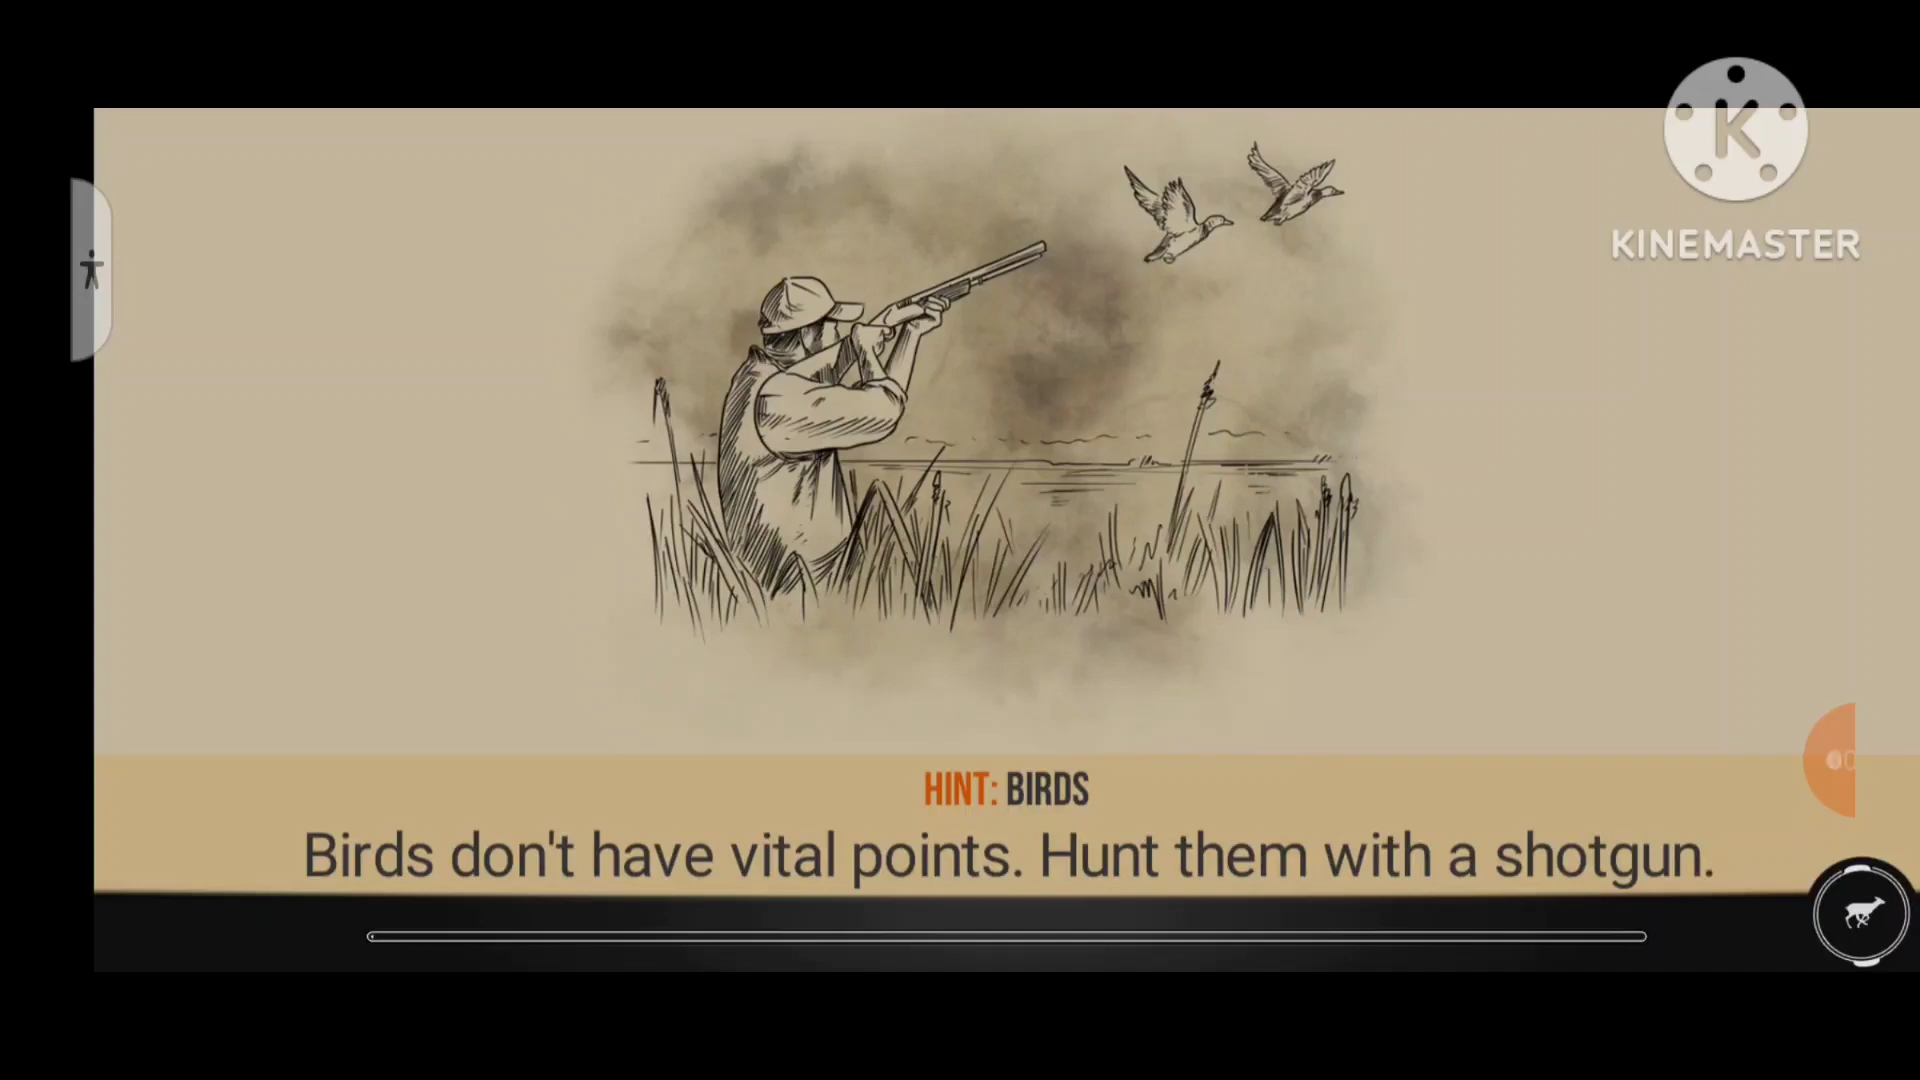 K
KINEMASTER
HINT: BIRDS
Birds don't have vital points. Hunt them with a shotgun.